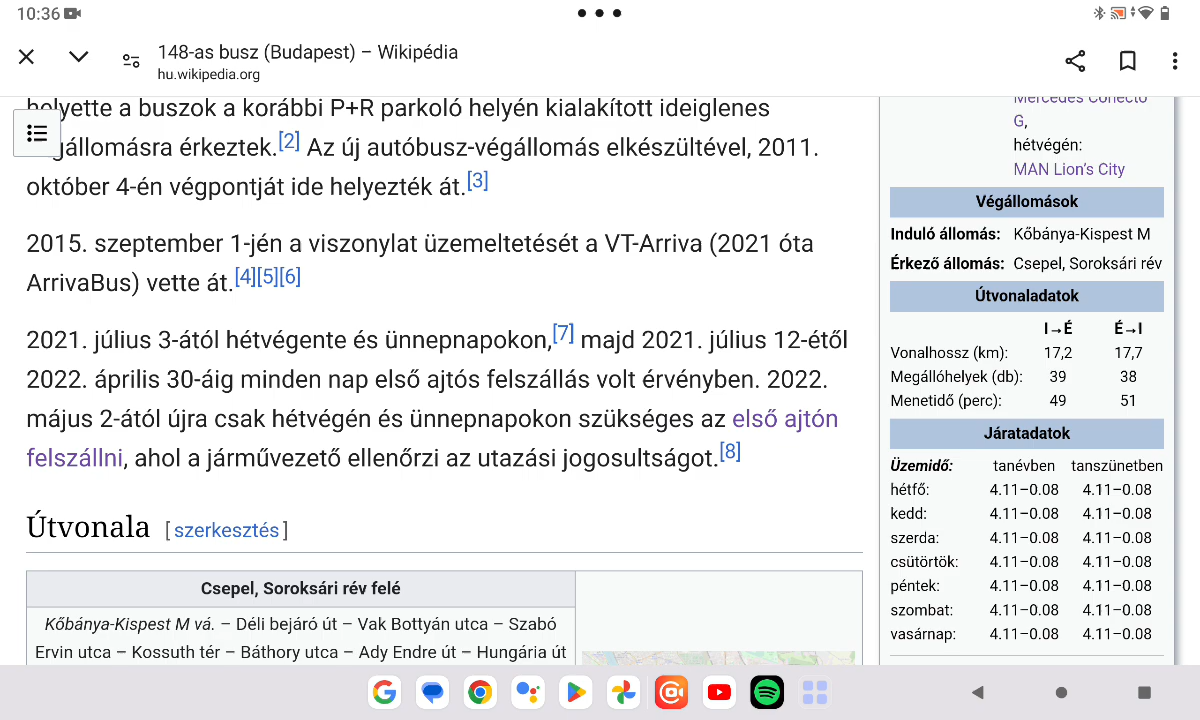 10:36
148-as busz (Budapest) – Wikipédia
hu.wikipedia.org
helyette a buszok a korábbi P+R parkoló helyén kialakított ideiglenes
gállomásra érkeztek.[2] Az új autóbusz-végállomás elkészültével, 2011.
október 4-én végpontját ide helyezték át.[3]
2015. szeptember 1-jén a viszonylat üzemeltetését a VT-Arriva (2021 óta
ArrivaBus) vette át.[4][5][6]
2021. július 3-ától hétvégente és ünnepnapokon,[7] majd 2021. július 12-étől
2022. április 30-áig minden nap első ajtós felszállás volt érvényben. 2022.
május 2-ától újra csak hétvégén és ünnepnapokon szükséges az első ajtón
felszállni, ahol a járművezető ellenőrzi az utazási jogosultságot.[8]
Útvonala [szerkesztés]
Csepel, Soroksári rév felé
Kőbánya-Kispest M vá. – Déli bejáró út – Vak Bottyán utca – Szabó
Ervin utca – Kossuth tér – Báthory utca – Ady Endre út – Hungária út
Mercedes Conecto
G,
hétvégén:
MAN Lion's City
Végállomások
Induló állomás: Kőbánya-Kispest M
Érkező állomás: Csepel, Soroksári rév
Útvonaladatok
I→É É→I
Vonalhossz (km): 17,2 17,7
Megállóhelyek (db): 39 38
Menetidő (perc): 49 51
Járatadatok
Üzemidő: tanévben tanszünetben
hétfő: 4.11–0.08 4.11–0.08
kedd: 4.11–0.08 4.11–0.08
szerda: 4.11–0.08 4.11–0.08
csütörtök: 4.11–0.08 4.11–0.08
péntek: 4.11–0.08 4.11–0.08
szombat: 4.11–0.08 4.11–0.08
vasárnap: 4.11–0.08 4.11–0.08